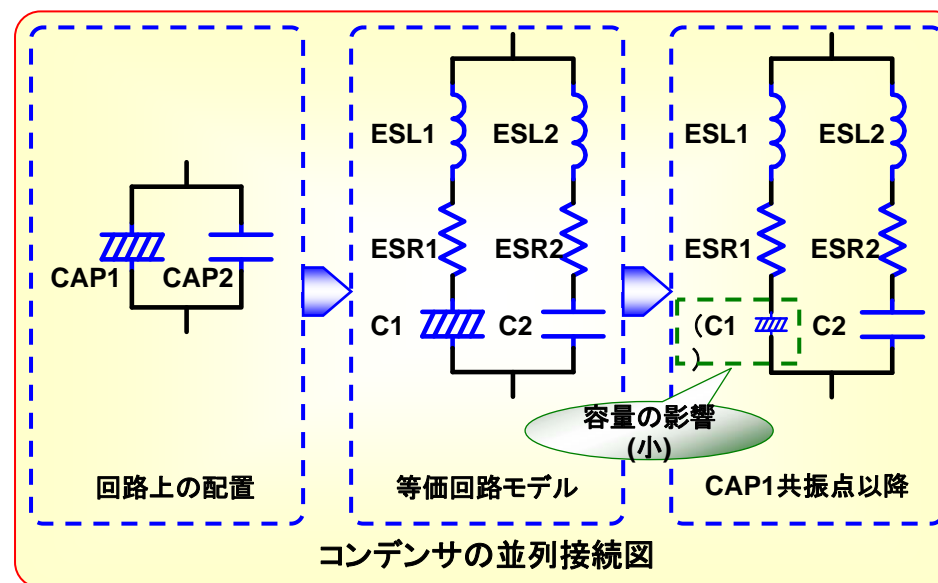 CAP1
CAP2
回路上の配置
ESL1
ESL2
ESR1
ESR2
C1
C2
等価回路モデル
ESL1
ESL2
ESR1
ESR2
（C1
）
C2
容量の影響
(小)
CAP1共振点以降
コンデンサの並列接続図